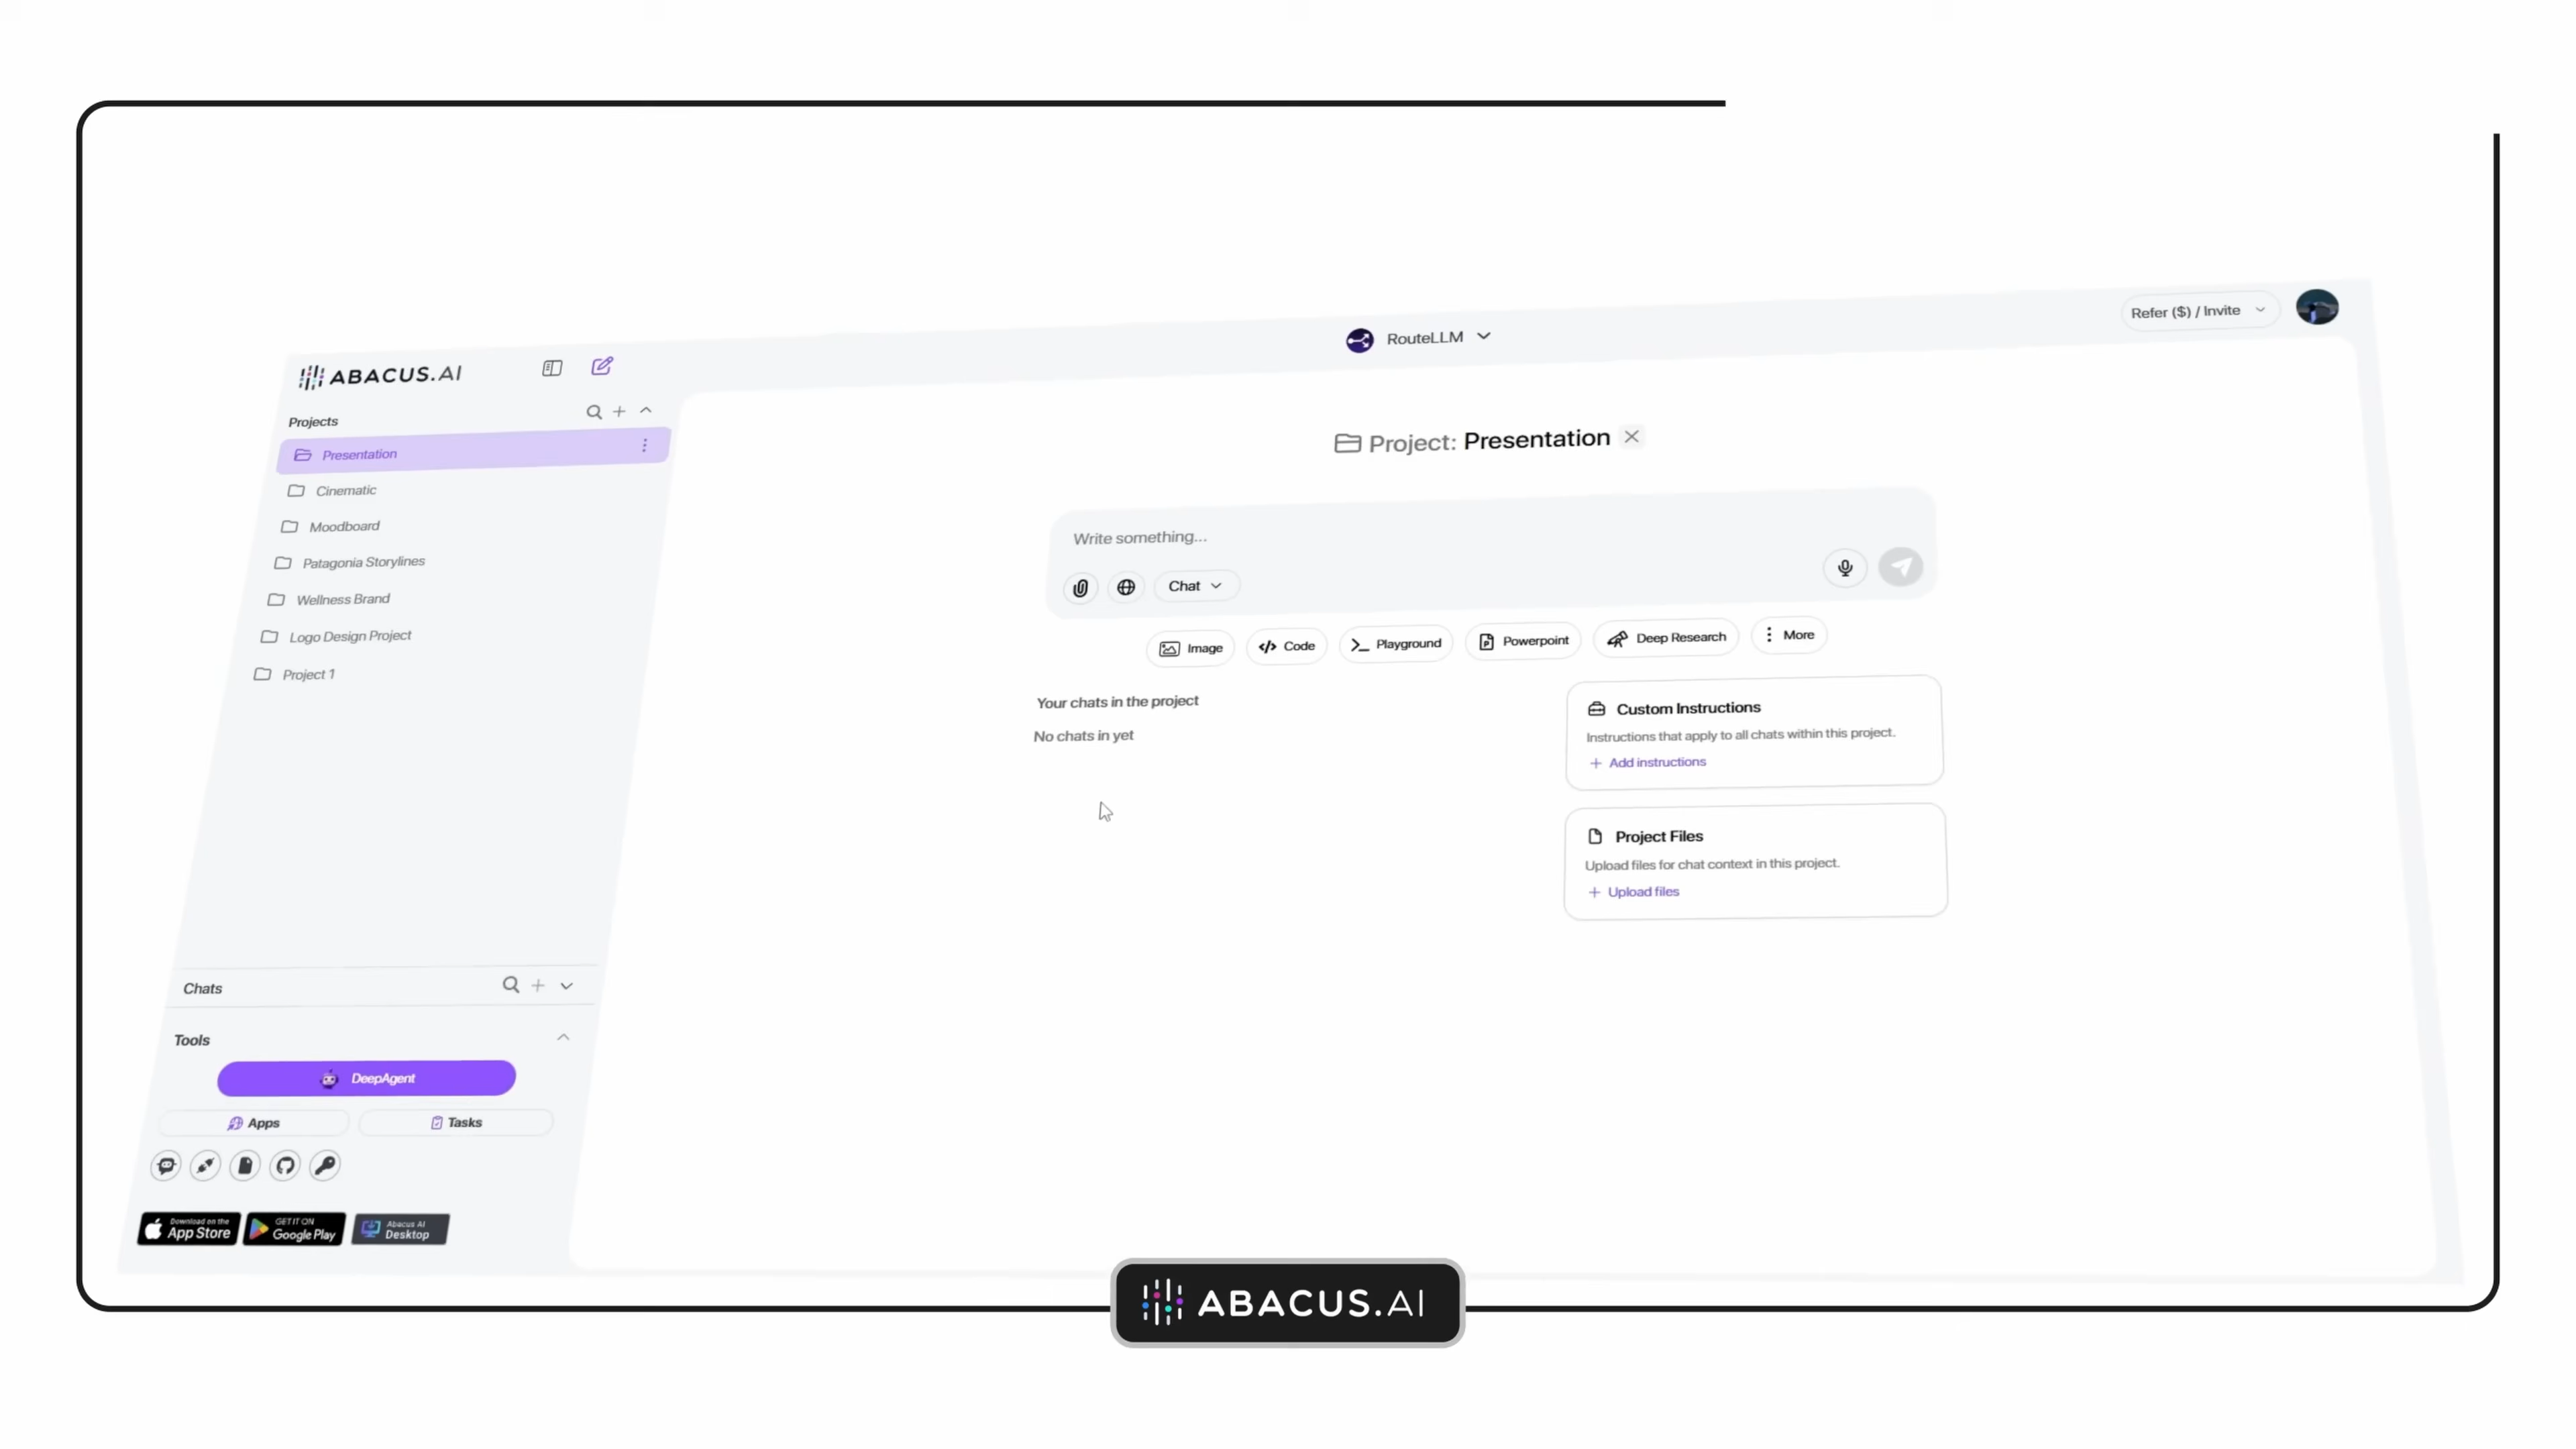 ABACUS.AI
RouteLLM
Refer ($) / Invite
Projects
Presentation
Cinematic
Moodboard
Patagonia Storylines
Wellness Brand
Logo Design Project
Project 1
Chats
Tools
DeepAgent
Apps
Tasks
Download on the
App Store
GET IT ON
Google Play
Abacus AI
Desktop
Project: Presentation
Write something...
Chat
Image
Code
Playground
Powerpoint
Deep Research
More
Your chats in the project
No chats in yet
Custom Instructions
Instructions that apply to all chats within this project.
+ Add instructions
Project Files
Upload files for chat context in this project.
+ Upload files
ABACUS.AI